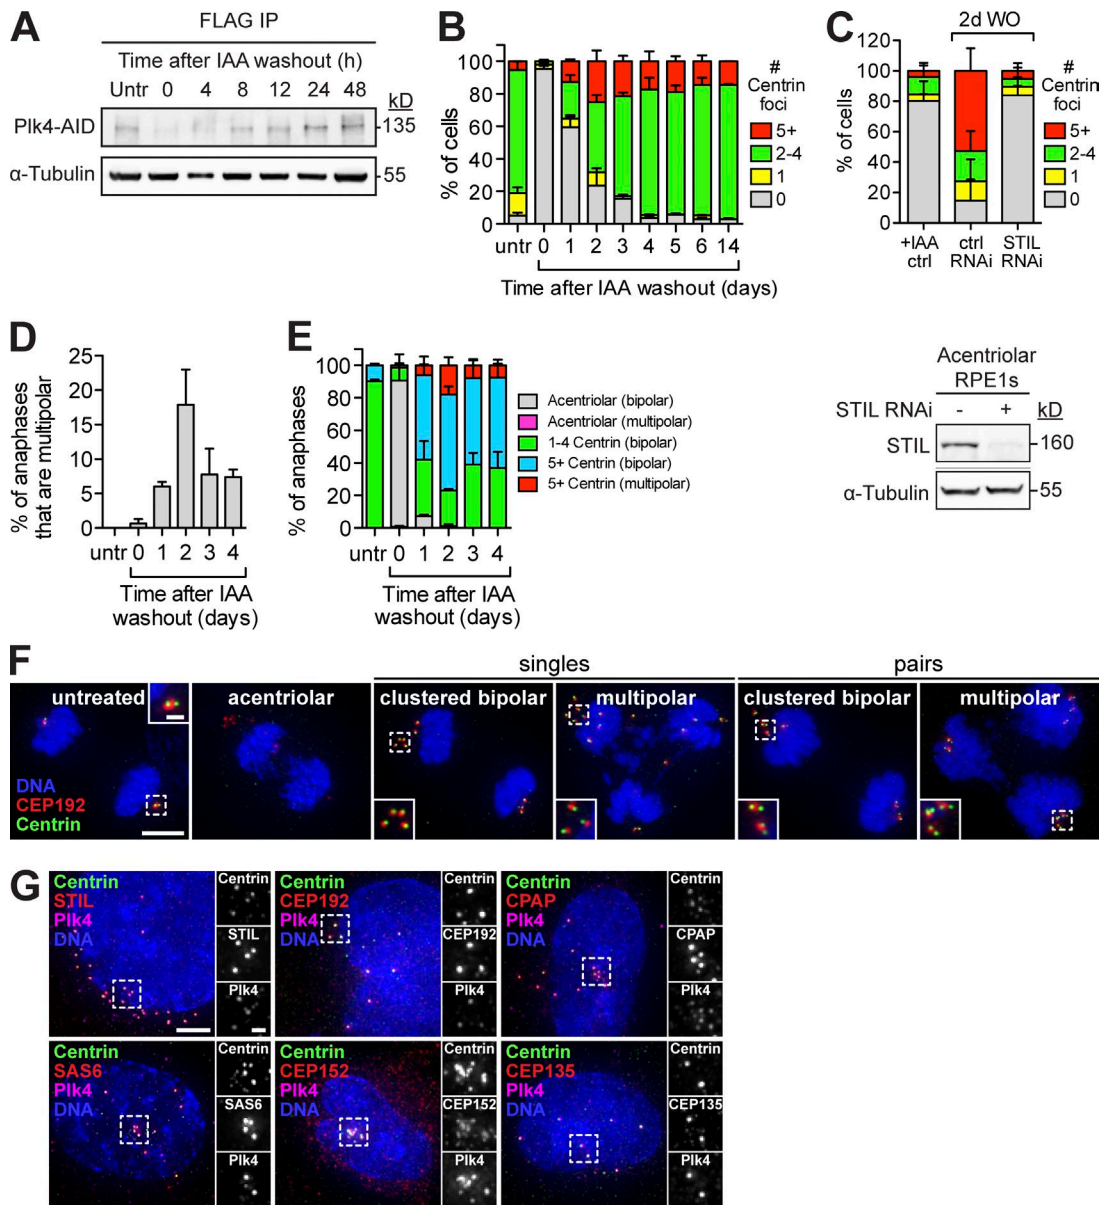 A
FLAG IP
Time after IAA washout (h)
Untr 0 4 8 12 24 48
kD
Plk4-AID
135
α-Tubulin
55
B
% of cells
100
80
60
40
20
0
untr 0 1 2 3 4 5 6 14
Time after IAA washout (days)
#
Centrin
foci
5+
2-4
1
0
C
2d WO
% of cells
120
100
80
60
40
20
0
+IAA
ctrl
ctrl
RNAi
STIL
RNAi
#
Centrin
foci
5+
2-4
1
0
Acentriolar
RPE1s
STIL RNAi - + kD
STIL
160
α-Tubulin
55
D
% of anaphases
that are multipolar
25
20
15
10
5
0
untr 0 1 2 3 4
Time after IAA
washout (days)
E
% of anaphases
100
80
60
40
20
0
untr 0 1 2 3 4
Time after IAA
washout (days)
Acentriolar (bipolar)
Acentriolar (multipolar)
1-4 Centrin (bipolar)
5+ Centrin (bipolar)
5+ Centrin (multipolar)
F
singles
pairs
untreated
acentriolar
clustered bipolar
multipolar
clustered bipolar
multipolar
DNA
CEP192
Centrin
G
Centrin
STIL
Plk4
DNA
Centrin
STIL
Plk4
Centrin
CEP192
Plk4
DNA
Centrin
CEP192
Plk4
Centrin
CPAP
Plk4
DNA
Centrin
CPAP
Plk4
Centrin
SAS6
Plk4
DNA
Centrin
SAS6
Plk4
Centrin
CEP152
Plk4
DNA
Centrin
CEP152
Plk4
Centrin
CEP135
Plk4
DNA
Centrin
CEP135
Plk4